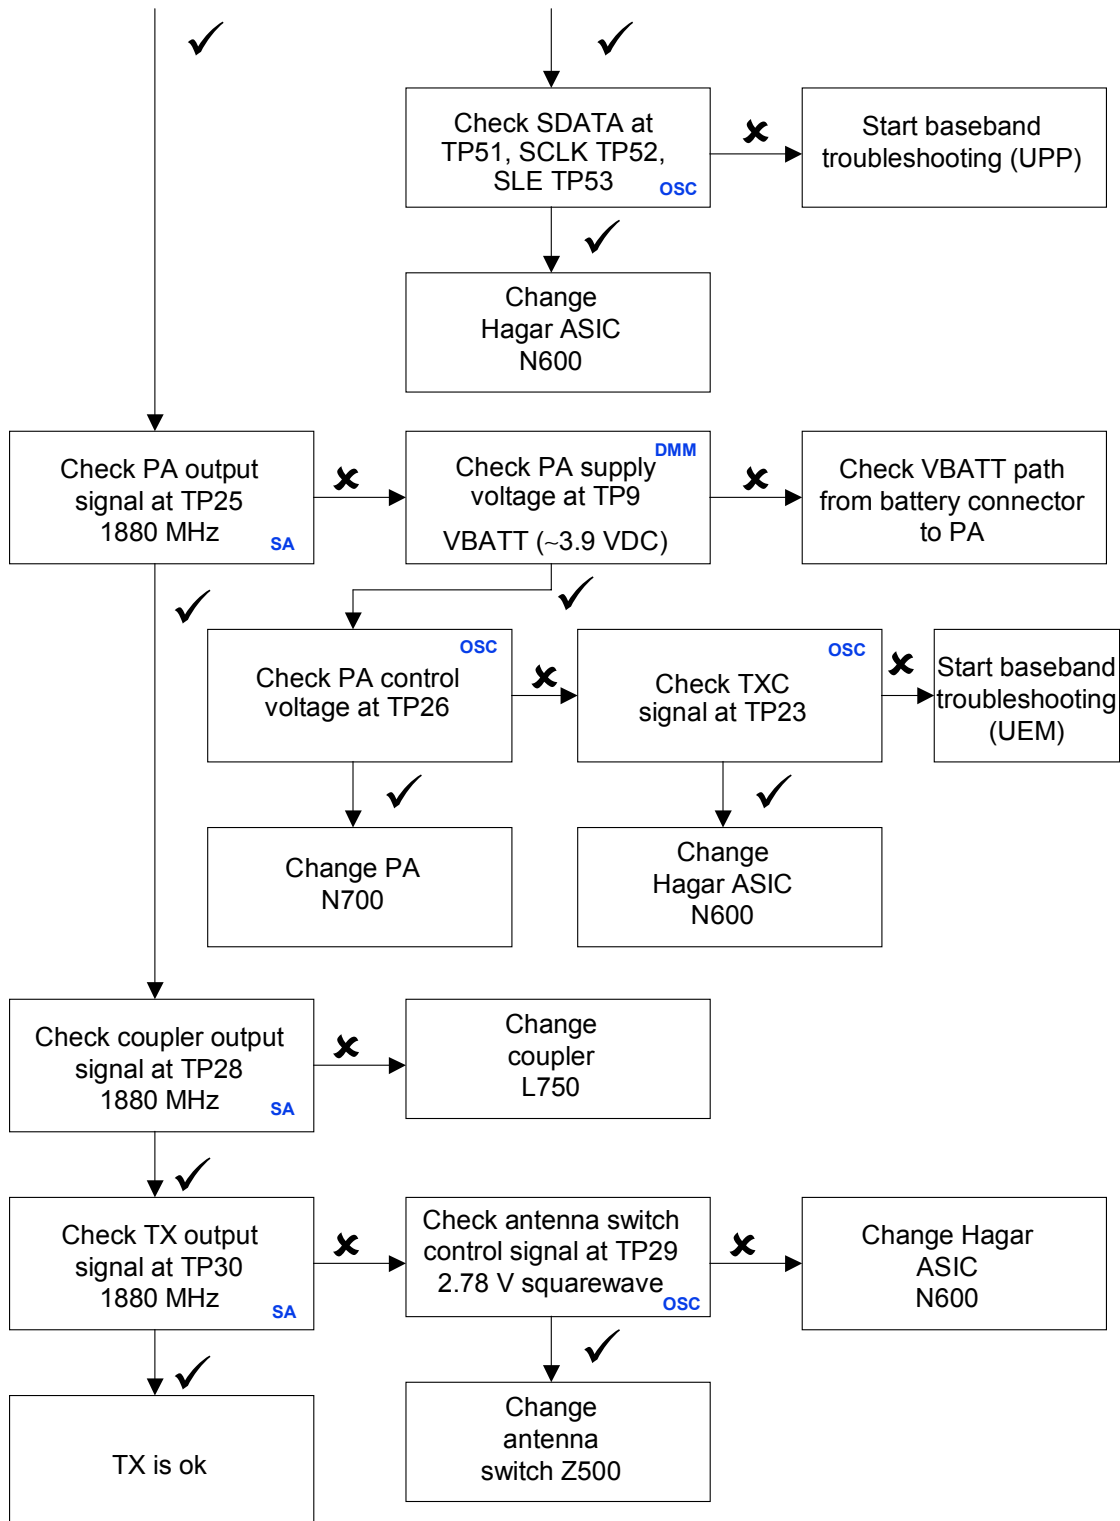 ✓
✓
Check SDATA at
TP51, SCLK TP52,
SLE TP53
OSC
✘
Start baseband
troubleshooting (UPP)
✓
Change
Hagar ASIC
N600
Check PA output
signal at TP25
1880 MHz
SA
✘
DMM
Check PA supply
voltage at TP9
VBATT (~3.9 VDC)
✘
Check VBATT path
from battery connector
to PA
✓
✓
OSC
Check PA control
voltage at TP26
✘
OSC
Check TXC
signal at TP23
✘
Start baseband
troubleshooting
(UEM)
✓
✓
Change PA
N700
Change
Hagar ASIC
N600
Check coupler output
signal at TP28
1880 MHz
SA
✘
Change
coupler
L750
✓
Check TX output
signal at TP30
1880 MHz
SA
✘
Check antenna switch
control signal at TP29
2.78 V squarewave
OSC
✘
Change Hagar
ASIC
N600
✓
✓
TX is ok
Change
antenna
switch Z500